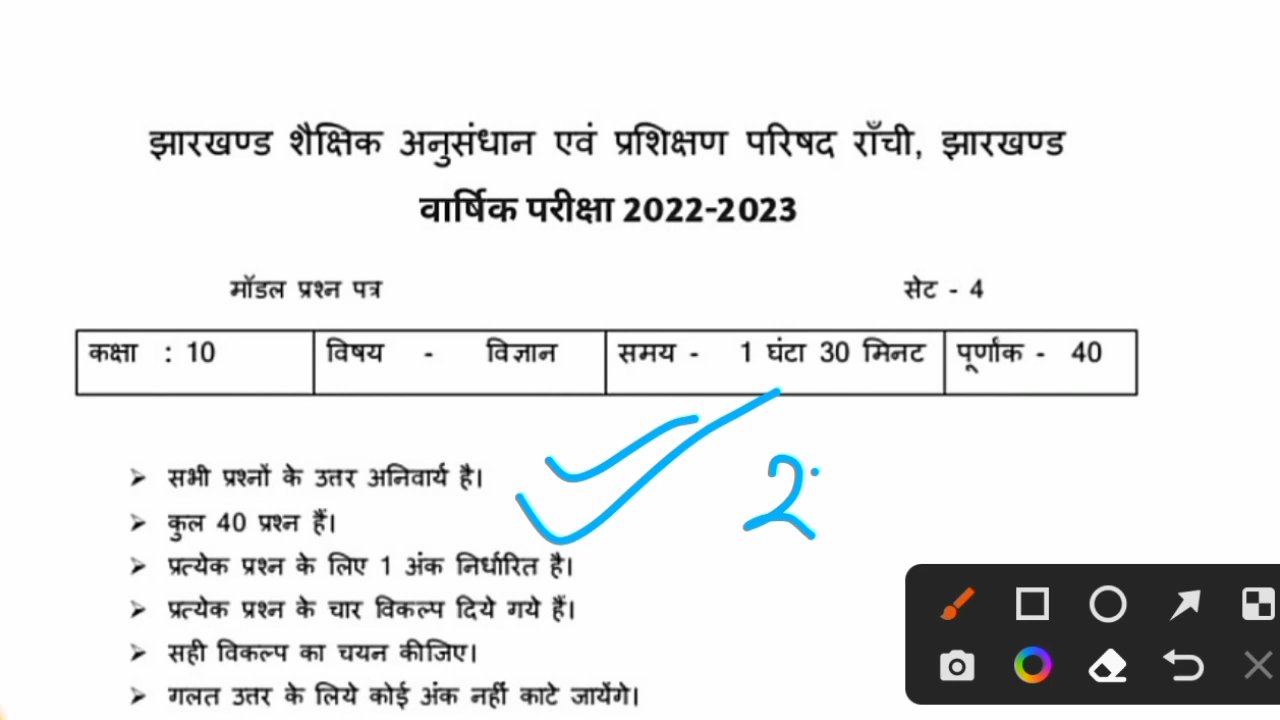 झारखण्ड शैक्षिक अनुसंधान एवं प्रशिक्षण परिषद राँची, झारखण्ड
वार्षिक परीक्षा 2022-2023
मॉडल प्रश्न पत्र सेट - 4
कक्षा : 10 विषय - विज्ञान समय - 1 घंटा 30 मिनट पूर्णांक - 40
➢ सभी प्रश्नों के उत्तर अनिवार्य है।
➢ कुल 40 प्रश्न हैं।
2
➢ प्रत्येक प्रश्न के लिए 1 अंक निर्धारित है।
➢ प्रत्येक प्रश्न के चार विकल्प दिये गये हैं।
➢ सही विकल्प का चयन कीजिए।
➢ गलत उत्तर के लिये कोई अंक नहीं काटे जायेंगे।